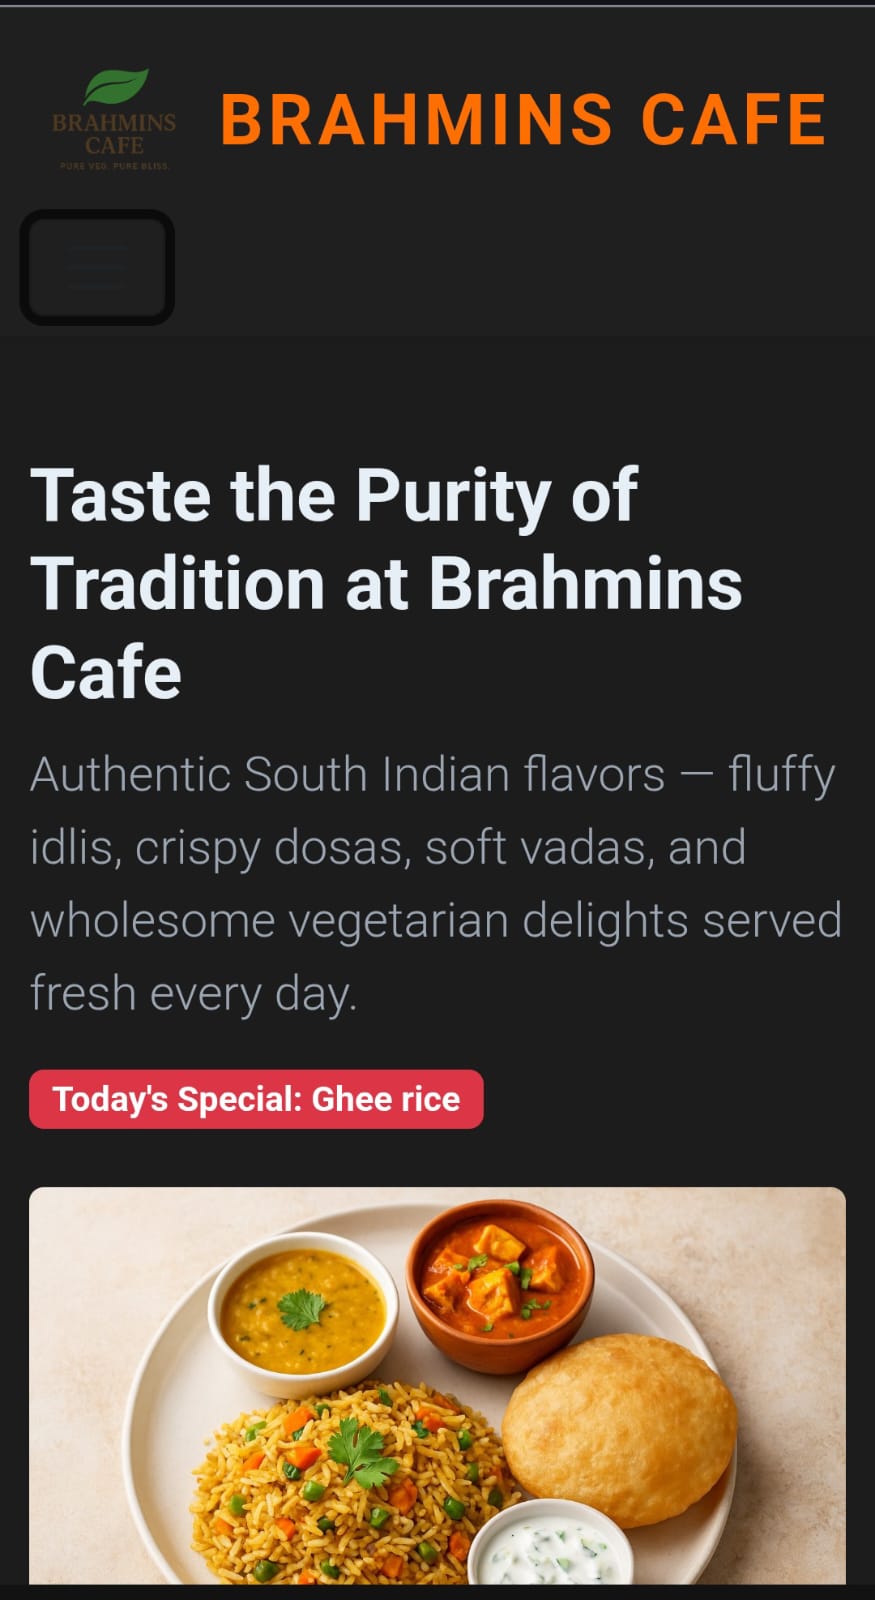 BRAHMINS
CAFE
PURE VEG. PURE BLISS.
BRAHMINS CAFE
Taste the Purity of
Tradition at Brahmins
Cafe
Authentic South Indian flavors — fluffy
idlis, crispy dosas, soft vadas, and
wholesome vegetarian delights served
fresh every day.
Today's Special: Ghee rice